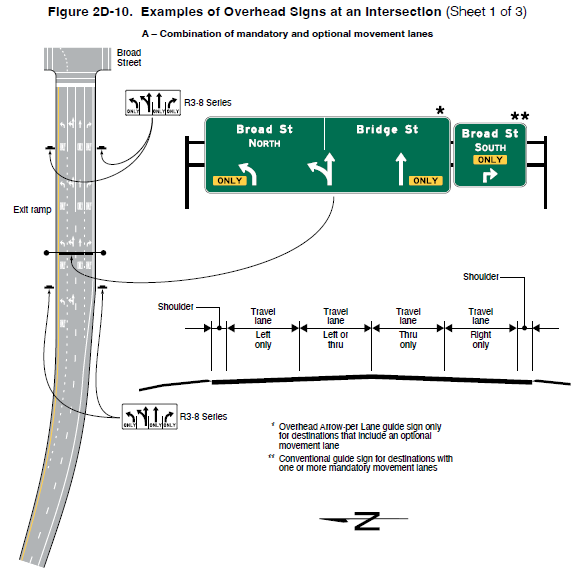 Figure 2D-10. Examples of Overhead Signs at an Intersection (Sheet 1 of 3)
A – Combination of mandatory and optional movement lanes
Broad
Street
R3-8 Series
ONLY ONLY ONLY
*
**
Broad St
NORTH
ONLY
Bridge St
ONLY
Broad St
SOUTH
ONLY
Exit ramp
Shoulder
Shoulder
Travel
lane
Left
only
Travel
lane
Left or
thru
Travel
lane
Thru
only
Travel
lane
Right
only
R3-8 Series
ONLY ONLY ONLY
* Overhead Arrow-per Lane guide sign only
for destinations that include an optional
movement lane
** Conventional guide sign for destinations with
one or more mandatory movement lanes
N